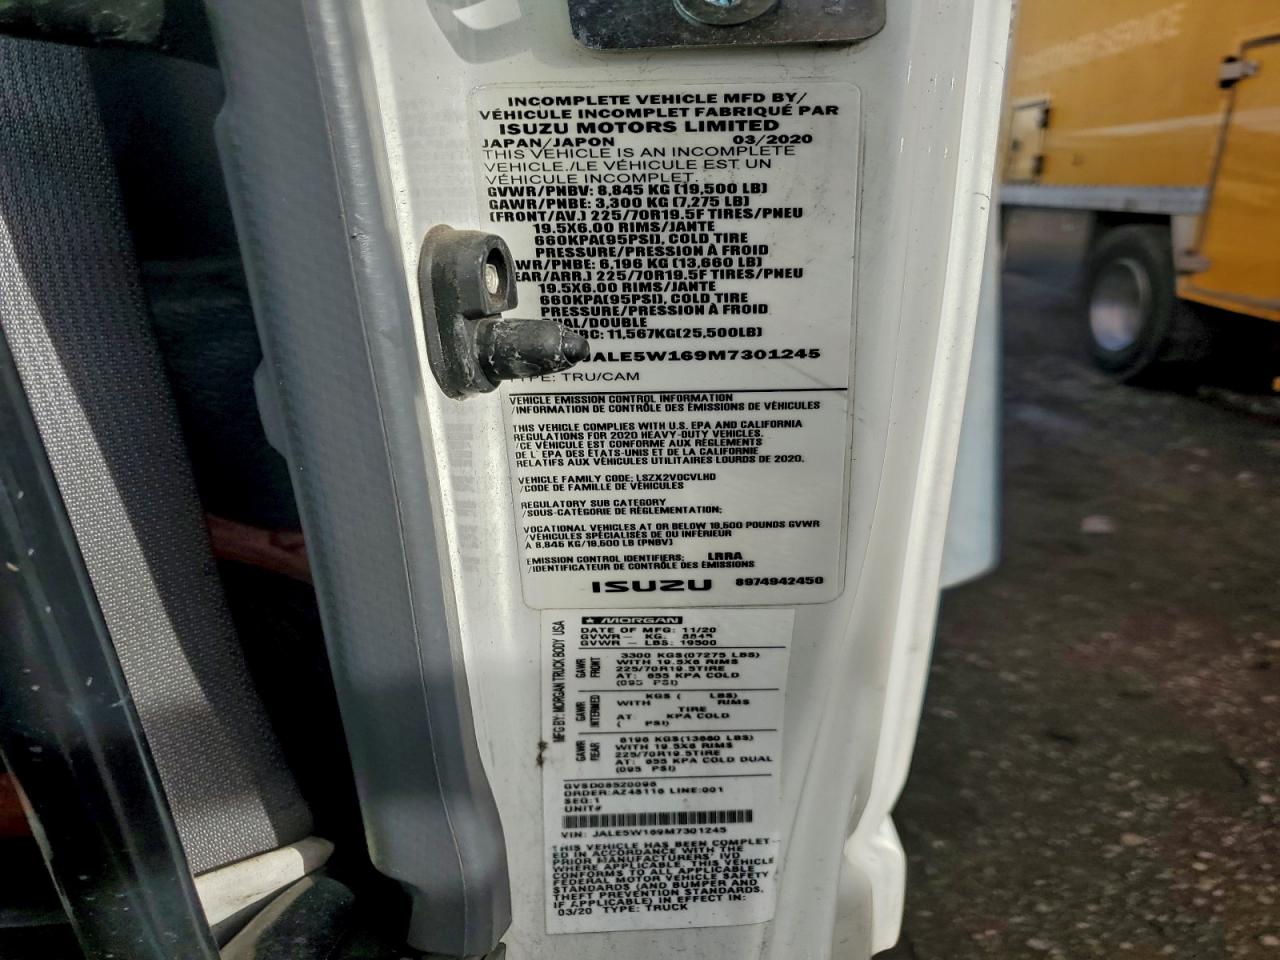 INCOMPLETE VEHICLE MFD BY/
VÉHICULE INCOMPLET FABRIQUÉ PAR
ISUZU MOTORS LIMITED
JAPAN/JAPON 03/2020
THIS VEHICLE IS AN INCOMPLETE
VEHICLE./LE VÉHICULE EST UN
VÉHICULE INCOMPLET.
GVWR/PNBV: 8,845 KG (19,500 LB)
GAWR/PNBE: 3,300 KG (7,275 LB)
(FRONT/AV.) 225/70R19.5F TIRES/PNEU
19.5X6.00 RIMS/JANTE
660KPA(95PSI), COLD TIRE
PRESSURE/PRESSION À FROID
WR/PNBE: 6,196 KG (13,660 LB)
EAR/ARR.) 225/70R19.5F TIRES/PNEU
19.5X6.00 RIMS/JANTE
660KPA(95PSI), COLD TIRE
PRESSURE/PRESSION À FROID
DUAL/DOUBLE
BC: 11,567KG(25,500LB)
JALE5W169M7301245
TYPE: TRU/CAM
VEHICLE EMISSION CONTROL INFORMATION
/INFORMATION DE CONTRÔLE DES ÉMISSIONS DE VÉHICULES
THIS VEHICLE COMPLIES WITH U.S. EPA AND CALIFORNIA
REGULATIONS FOR 2020 HEAVY-DUTY VEHICLES.
/CE VÉHICULE EST CONFORME AUX RÈGLEMENTS
DE L' EPA DES ÉTATS-UNIS ET DE LA CALIFORNIE
RELATIFS AUX VÉHICULES UTILITAIRES LOURDS DE 2020.
VEHICLE FAMILY CODE: LSZX2VOCVLHD
/CODE DE FAMILLE DE VÉHICULES
REGULATORY SUB CATEGORY
/SOUS-CATÉGORIE DE RÉGLEMENTATION:
VOCATIONAL VEHICLES AT OR BELOW 19,500 POUNDS GVWR
/VÉHICULES SPÉCIALISÉS DE OU INFÉRIEUR
À 8,845 KG/19,500 LB (PNBV)
EMISSION CONTROL IDENTIFIERS: LRRA
/IDENTIFICATEUR DE CONTRÔLE DES ÉMISSIONS
ISUZU 8974942450
MORGAN
MFG BY: MORGAN TRUCK BODY USA
DATE OF MFG: 11/20
GVWR - KG: 8845
GVWR - LBS: 19500
GAWR FRONT
3300 KGS(07275 LBS)
WITH 19.5X6 RIMS
225/70R19.5TIRE
AT: 655 KPA COLD
(095 PSI)
GAWR INTERMED
KGS ( LBS)
WITH RIMS
TIRE
AT: KPA COLD
( PSI)
GAWR REAR
6196 KGS(13660 LBS)
WITH 19.5X6 RIMS
225/70R19.5TIRE
AT: 655 KPA COLD DUAL
(095 PSI)
GVSD08520096
ORDER:AZ48116 LINE:001
SEQ:1
UNIT#
VIN: JALE5W169M7301245
THIS VEHICLE HAS BEEN COMPLET
ED IN ACCORDANCE WITH THE
PRIOR MANUFACTURERS' IVD
WHERE APPLICABLE. THIS VEHICLE
CONFORMS TO ALL APPLICABLE
FEDERAL MOTOR VEHICLE SAFETY
STANDARDS (AND BUMPER AND
THEFT PREVENTION STANDARDS,
IF APPLICABLE) IN EFFECT IN:
03/20 TYPE: TRUCK